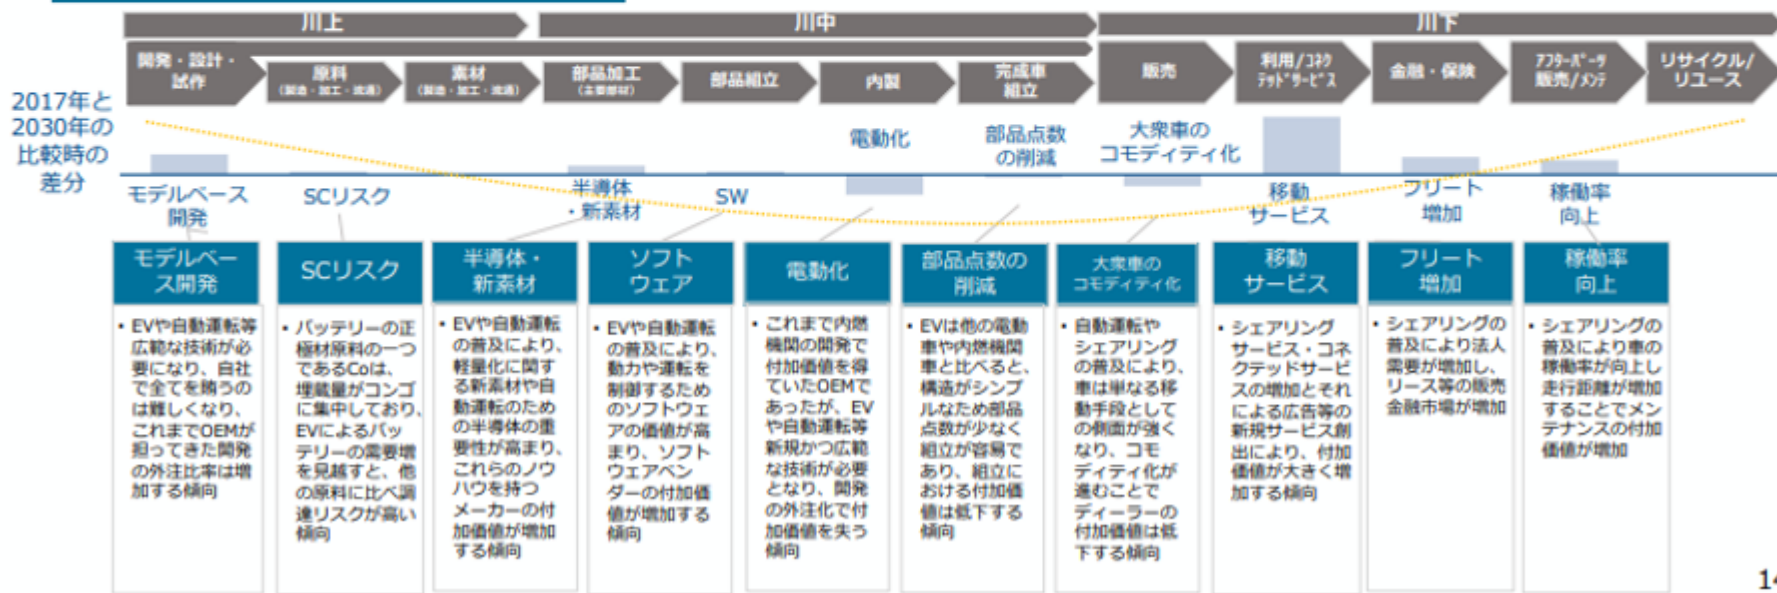 川上
川中
川下
開発・設計・
試作
原料
(製造・加工・流通)
素材
(製造・加工・流通)
部品加工
(主要部材)
部品組立
内製
完成車
組立
販売
利用/ｺﾈｸ
ﾃｯﾄﾞｻｰﾋﾞｽ
金融・保険
ｱﾌﾀｰﾊﾟｰﾂ
販売/ﾒﾝﾃ
リサイクル/
リユース
2017年と
2030年の
比較時の
差分
モデルベース
開発
SCリスク
半導体
・新素材
SW
電動化
部品点数
の削減
大衆車の
コモディティ化
移動
サービス
フリート
増加
稼働率
向上
モデルベー
ス開発
• EVや自動運転等
広範な技術が必
要になり、自社
で全てを賄うの
は難しくなり、
これまでOEMが
担ってきた開発
の外注比率は増
加する傾向
SCリスク
• バッテリーの正
極材原料の一つ
であるCoは、
埋蔵量がコンゴ
に集中しており、
EVによるバッ
テリーの需要増
を見越すと、他
の原料に比べ調
達リスクが高い
傾向
半導体・
新素材
• EVや自動運転
の普及により、
軽量化に関す
る新素材や自
動運転のため
の半導体の重
要性が高まり、
これらのノウ
ハウを持つ
メーカーの付
加価値が増加
する傾向
ソフト
ウェア
• EVや自動運転
の普及により、
動力や運転を
制御するため
のソフトウェ
アの価値が高
まり、ソフト
ウェアベン
ダーの付加価
値が増加する
傾向
電動化
• これまで内燃
機関の開発で
付加価値を得
ていたOEMで
あったが、EV
や自動運転等
新規かつ広範
な技術が必要
となり、開発
の外注化で付
加価値を失う
傾向
部品点数の
削減
• EVは他の電動
車や内燃機関
車と比べると、
構造がシンプ
ルなため部品
点数が少なく
組立が容易で
あり、組立に
おける付加価
値は低下する
傾向
大衆車の
コモディティ化
• 自動運転や
シェアリング
の普及により、
車は単なる移
動手段として
の側面が強く
なり、コモ
ディティ化が
進むことで
ディーラーの
付加価値は低
下する傾向
移動
サービス
• シェアリング
サービス・コネ
クテッドサービ
スの増加とそれ
による広告等の
新規サービス創
出により、付加
価値が大きく増
加する傾向
フリート
増加
• シェアリングの
普及により法人
需要が増加し、
リース等の販売
金融市場が増加
稼働率
向上
• シェアリングの
普及により車の
稼働率が向上し
走行距離が増加
することでメン
テナンスの付加
価値が増加
14